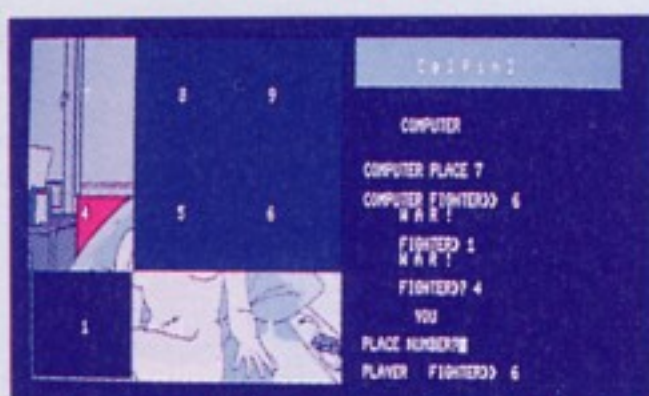 8 9
COMPUTER
COMPUTER PLACE 7
4 5 6
COMPUTER FIGHTER>> 6
WAR!
FIGHTER> 1
WAR!
FIGHTER>? 4
1
YOU
PLACE NUMBER?
PLAYER FIGHTER>> 6